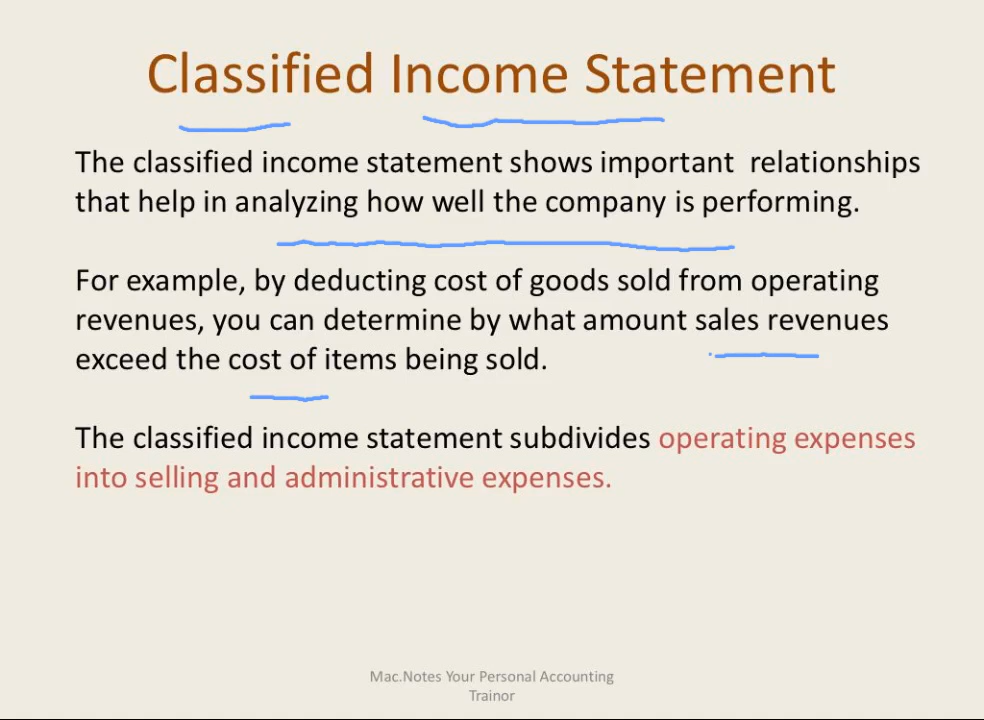 Classified Income Statement
The classified income statement shows important  relationships
that help in analyzing how well the company is performing.
For example, by deducting cost of goods sold from operating
revenues, you can determine by what amount sales revenues
exceed the cost of items being sold.
The classified income statement subdivides operating expenses
into selling and administrative expenses.
Mac.Notes Your Personal Accounting
Trainor